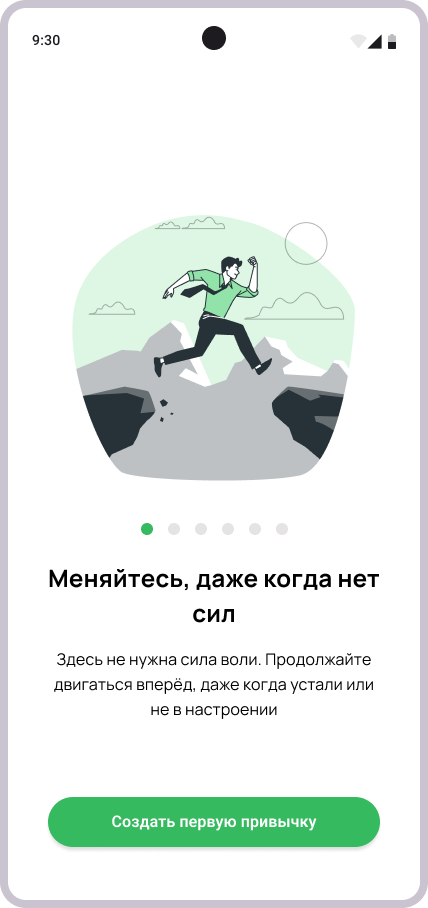 9:30
Меняйтесь, даже когда нет
сил
Здесь не нужна сила воли. Продолжайте
двигаться вперёд, даже когда устали или
не в настроении
Создать первую привычку